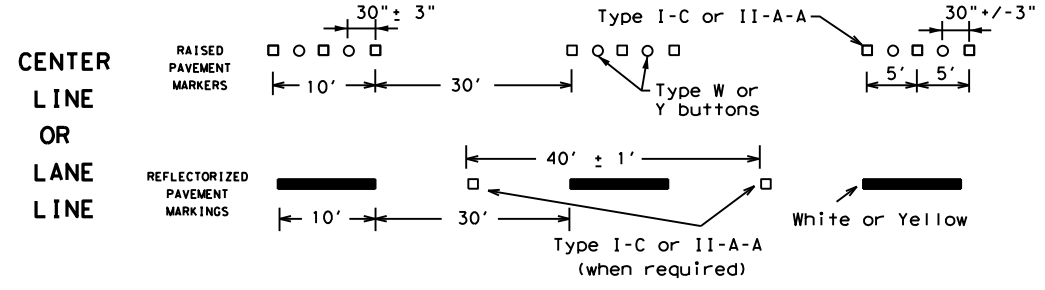 30"± 3"
Type I-C or II-A-A
30"+/-3"
CENTER
LINE
OR
LANE
LINE
RAISED
PAVEMENT
MARKERS
10'
30'
Type W or
Y buttons
5'
5'
40' ± 1'
REFLECTORIZED
PAVEMENT
MARKINGS
10'
30'
Type I-C or II-A-A
(when required)
White or Yellow